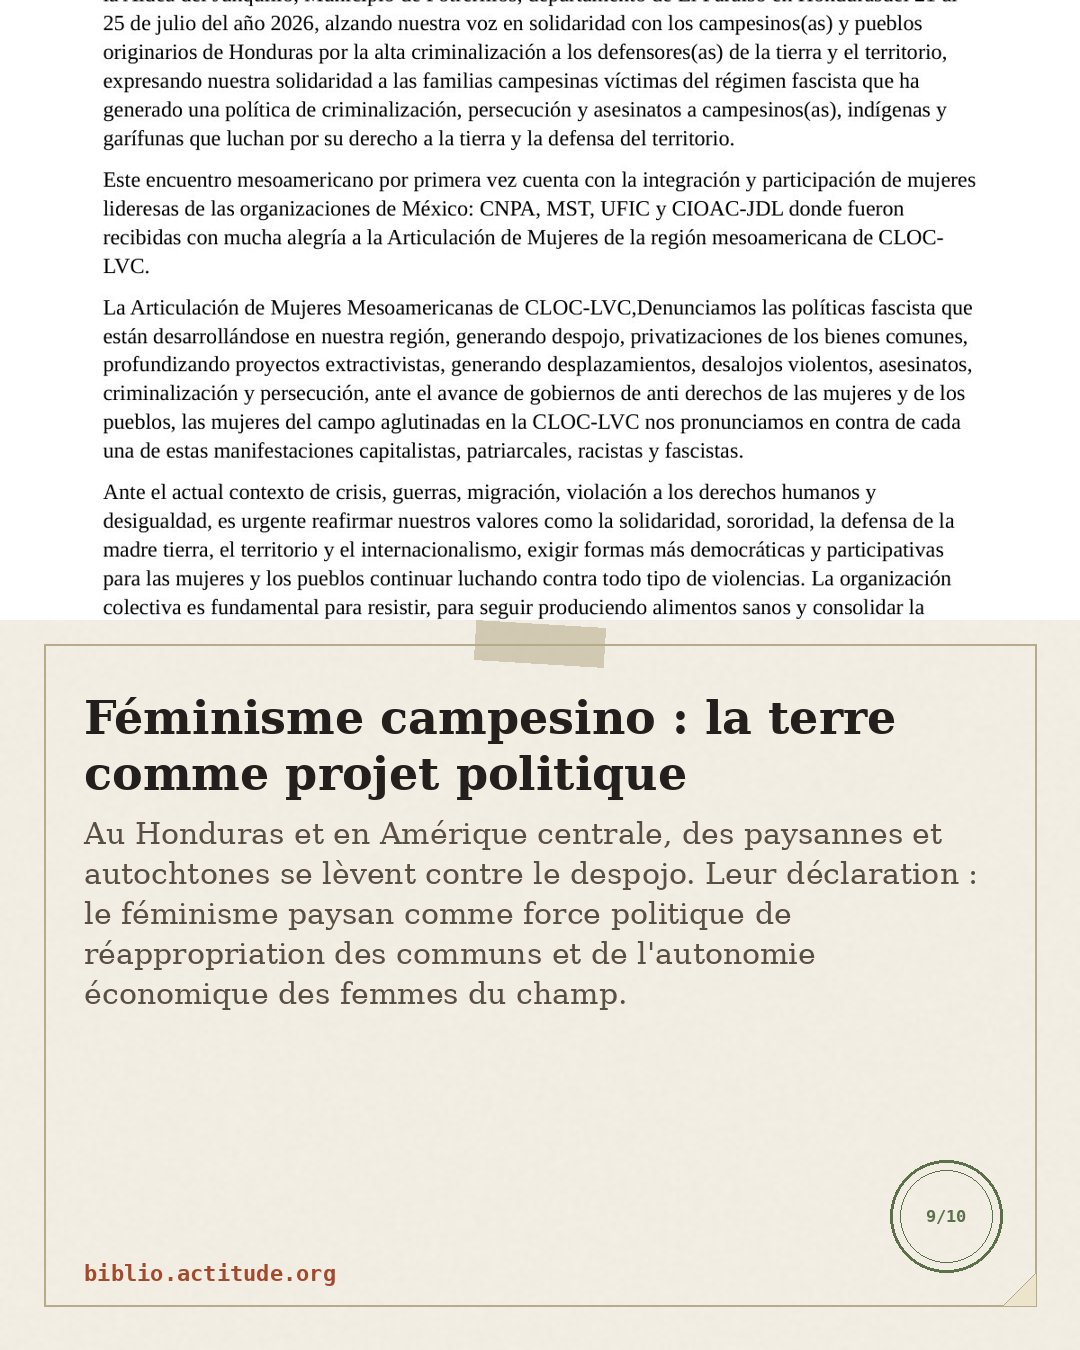 25 de julio del año 2026, alzando nuestra voz en solidaridad con los campesinos(as) y pueblos
originarios de Honduras por la alta criminalización a los defensores(as) de la tierra y el territorio,
expresando nuestra solidaridad a las familias campesinas víctimas del régimen fascista que ha
generado una política de criminalización, persecución y asesinatos a campesinos(as), indígenas y
garífunas que luchan por su derecho a la tierra y la defensa del territorio.
Este encuentro mesoamericano por primera vez cuenta con la integración y participación de mujeres
lideresas de las organizaciones de México: CNPA, MST, UFIC y CIOAC-JDL donde fueron
recibidas con mucha alegría a la Articulación de Mujeres de la región mesoamericana de CLOC-
LVC.
La Articulación de Mujeres Mesoamericanas de CLOC-LVC,Denunciamos las políticas fascista que
están desarrollándose en nuestra región, generando despojo, privatizaciones de los bienes comunes,
profundizando proyectos extractivistas, generando desplazamientos, desalojos violentos, asesinatos,
criminalización y persecución, ante el avance de gobiernos de anti derechos de las mujeres y de los
pueblos, las mujeres del campo aglutinadas en la CLOC-LVC nos pronunciamos en contra de cada
una de estas manifestaciones capitalistas, patriarcales, racistas y fascistas.
Ante el actual contexto de crisis, guerras, migración, violación a los derechos humanos y
desigualdad, es urgente reafirmar nuestros valores como la solidaridad, sororidad, la defensa de la
madre tierra, el territorio y el internacionalismo, exigir formas más democráticas y participativas
para las mujeres y los pueblos continuar luchando contra todo tipo de violencias. La organización
colectiva es fundamental para resistir, para seguir produciendo alimentos sanos y consolidar la
Féminisme campesino : la terre
comme projet politique
Au Honduras et en Amérique centrale, des paysannes et
autochtones se lèvent contre le despojo. Leur déclaration :
le féminisme paysan comme force politique de
réappropriation des communs et de l'autonomie
économique des femmes du champ.
9/10
biblio.actitude.org